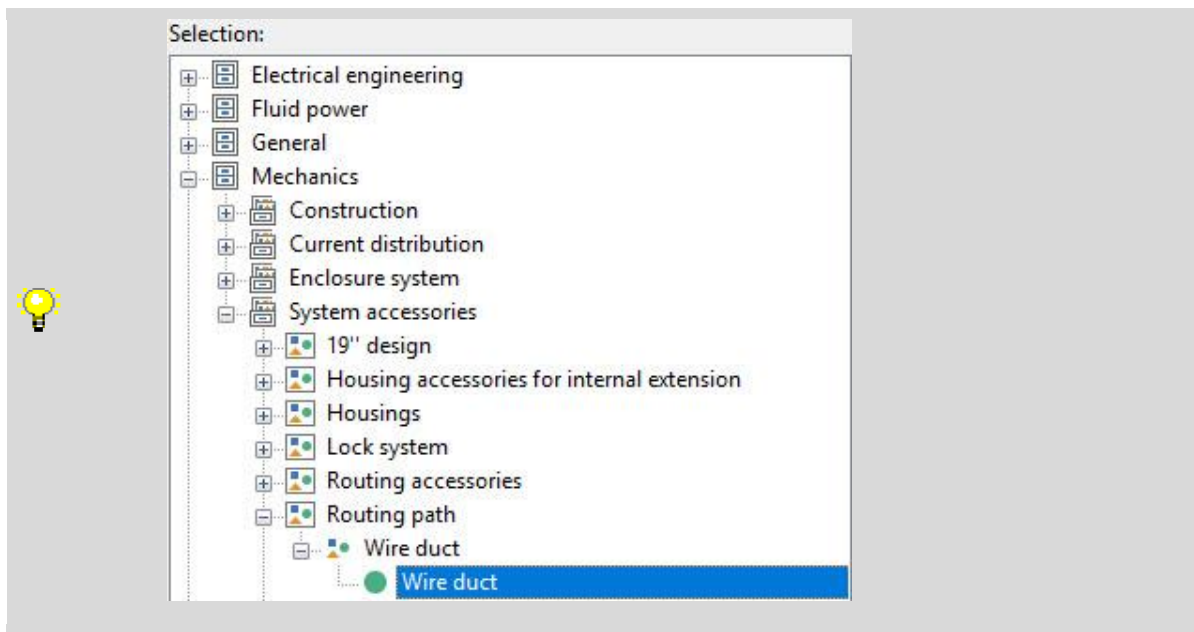 Selection:
Electrical engineering
Fluid power
General
Mechanics
Construction
Current distribution
Enclosure system
System accessories
19'' design
Housing accessories for internal extension
Housings
Lock system
Routing accessories
Routing path
Wire duct
Wire duct